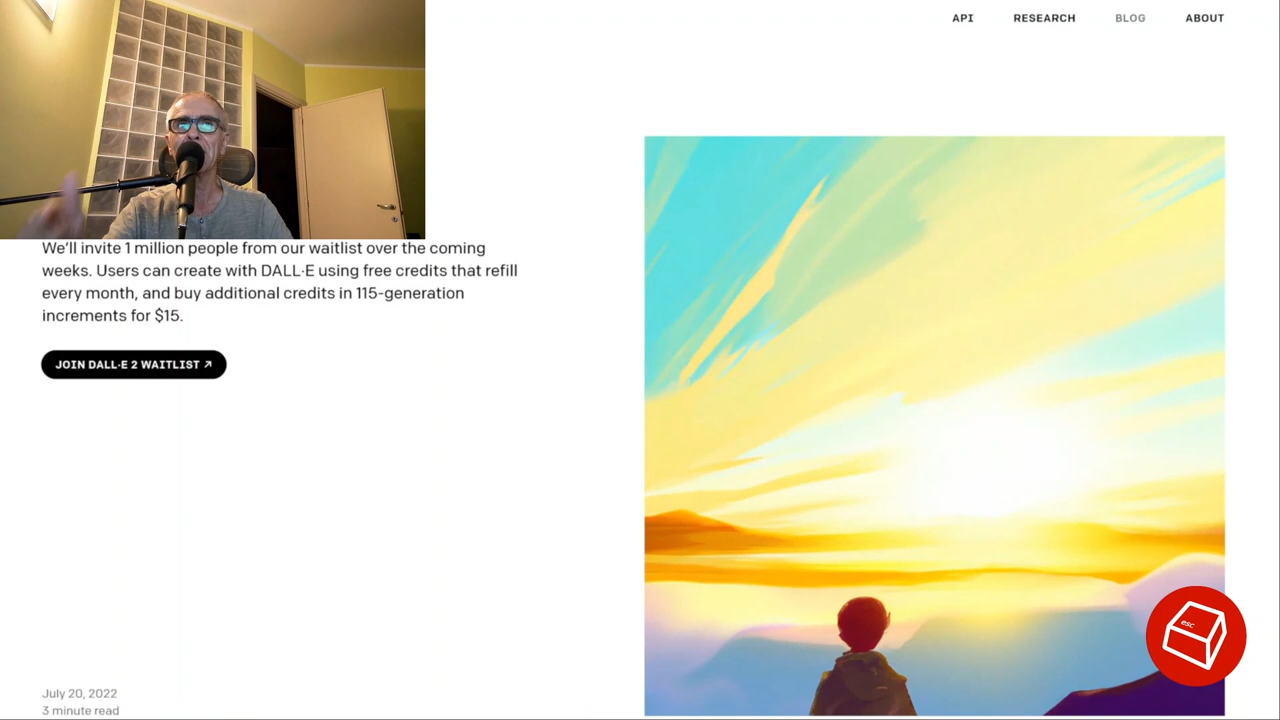 API
RESEARCH
BLOG
ABOUT
We'll invite 1 million people from our waitlist over the coming
weeks. Users can create with DALL·E using free credits that refill
every month, and buy additional credits in 115-generation
increments for $15.
JOIN DALL·E 2 WAITLIST ↗
July 20, 2022
3 minute read
esc